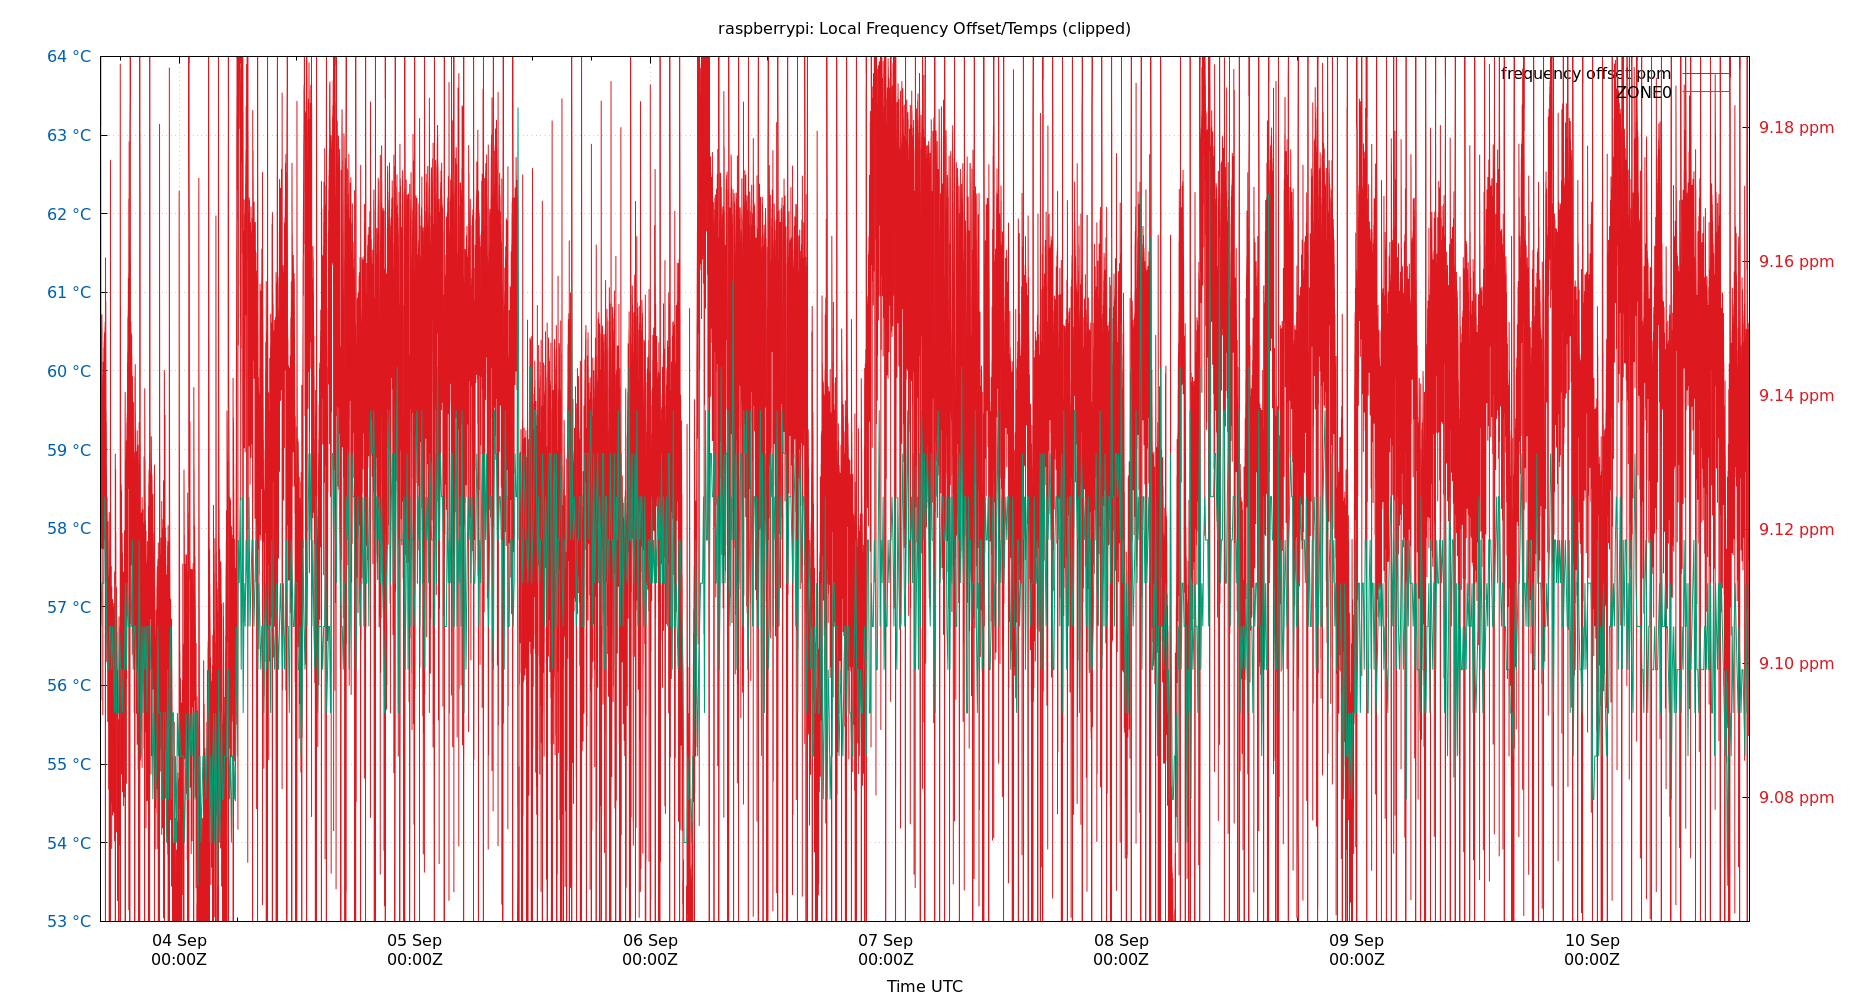 raspberrypi: Local Frequency Offset/Temps (clipped)
64 °C
63 °C
62 °C
61 °C
60 °C
59 °C
58 °C
57 °C
56 °C
55 °C
54 °C
53 °C
frequency offset ppm
ZONE0
9.18 ppm
9.16 ppm
9.14 ppm
9.12 ppm
9.10 ppm
9.08 ppm
04 Sep
00:00Z
05 Sep
00:00Z
06 Sep
00:00Z
07 Sep
00:00Z
08 Sep
00:00Z
09 Sep
00:00Z
10 Sep
00:00Z
Time UTC